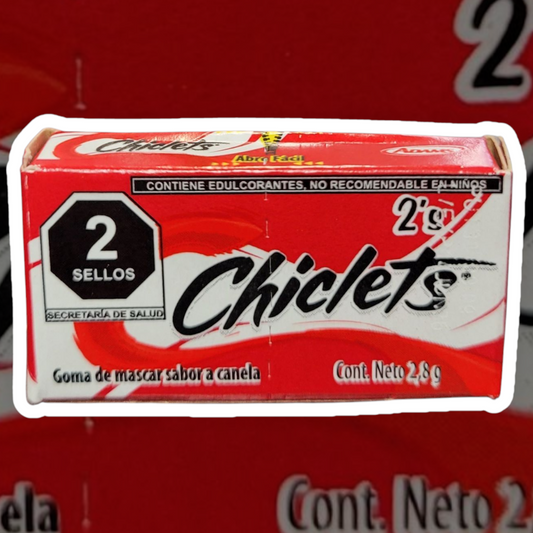 2
Chiclets
Abre Fácil
Adams
CONTIENE EDULCORANTES, NO RECOMENDABLE EN NIÑOS
2
SELLOS
SECRETARÍA DE SALUD
2's
Chiclets
Goma de mascar sabor a canela
Cont. Neto 2,8 g
ela
Cont. Neto 2,